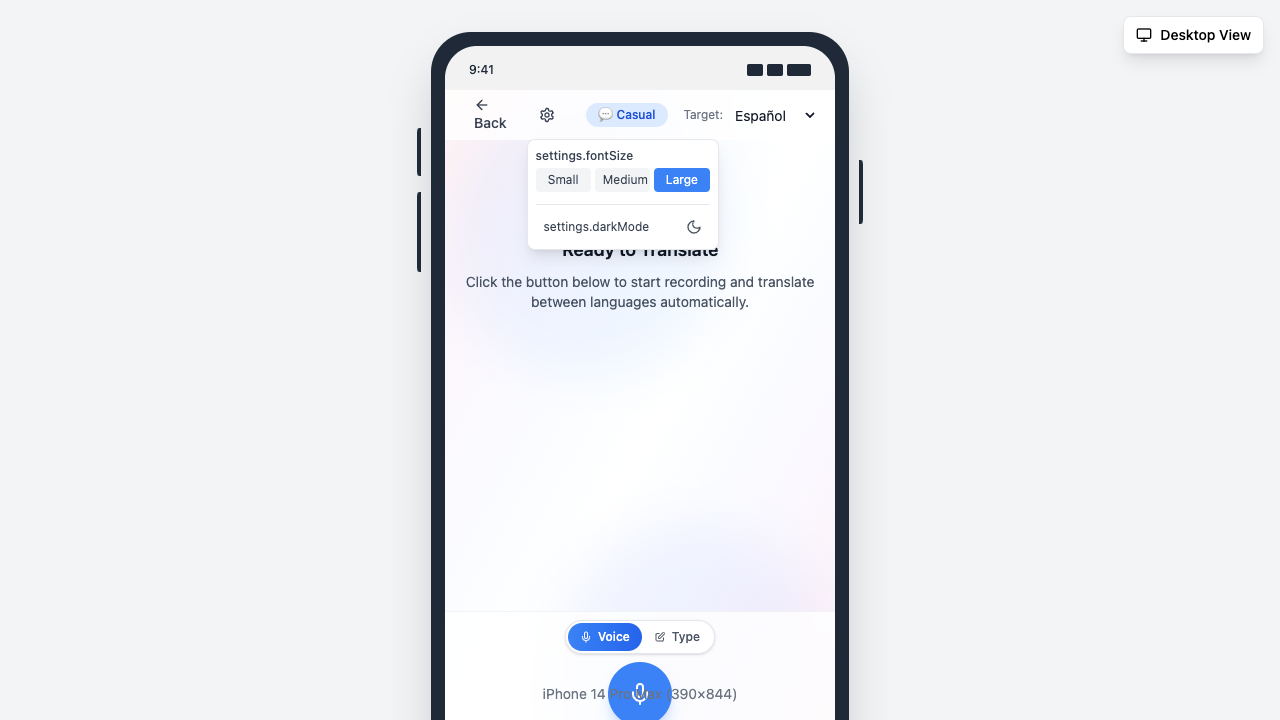 Desktop View
9:41
Back
Casual
Target:
Español
settings.fontSize
Small
Medium
Large
settings.darkMode
Ready to Translate
Click the button below to start recording and translate
between languages automatically.
Voice
Type
iPhone 14 Pro Max (390×844)